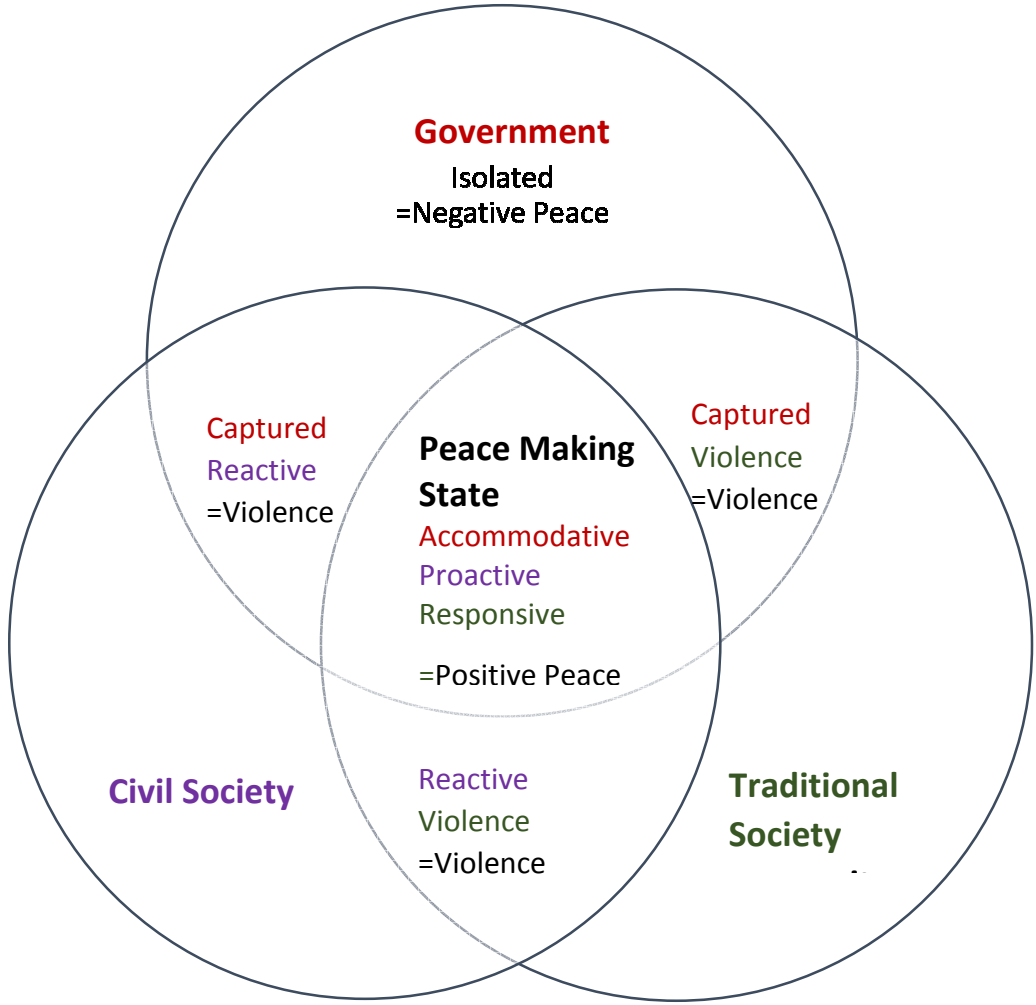 Government
Isolated
=Negative Peace
Captured
Reactive
=Violence
Peace Making
State
Accommodative
Proactive
Responsive
=Positive Peace
Captured
Violence
=Violence
Civil Society
Reactive
Violence
=Violence
Traditional
Society